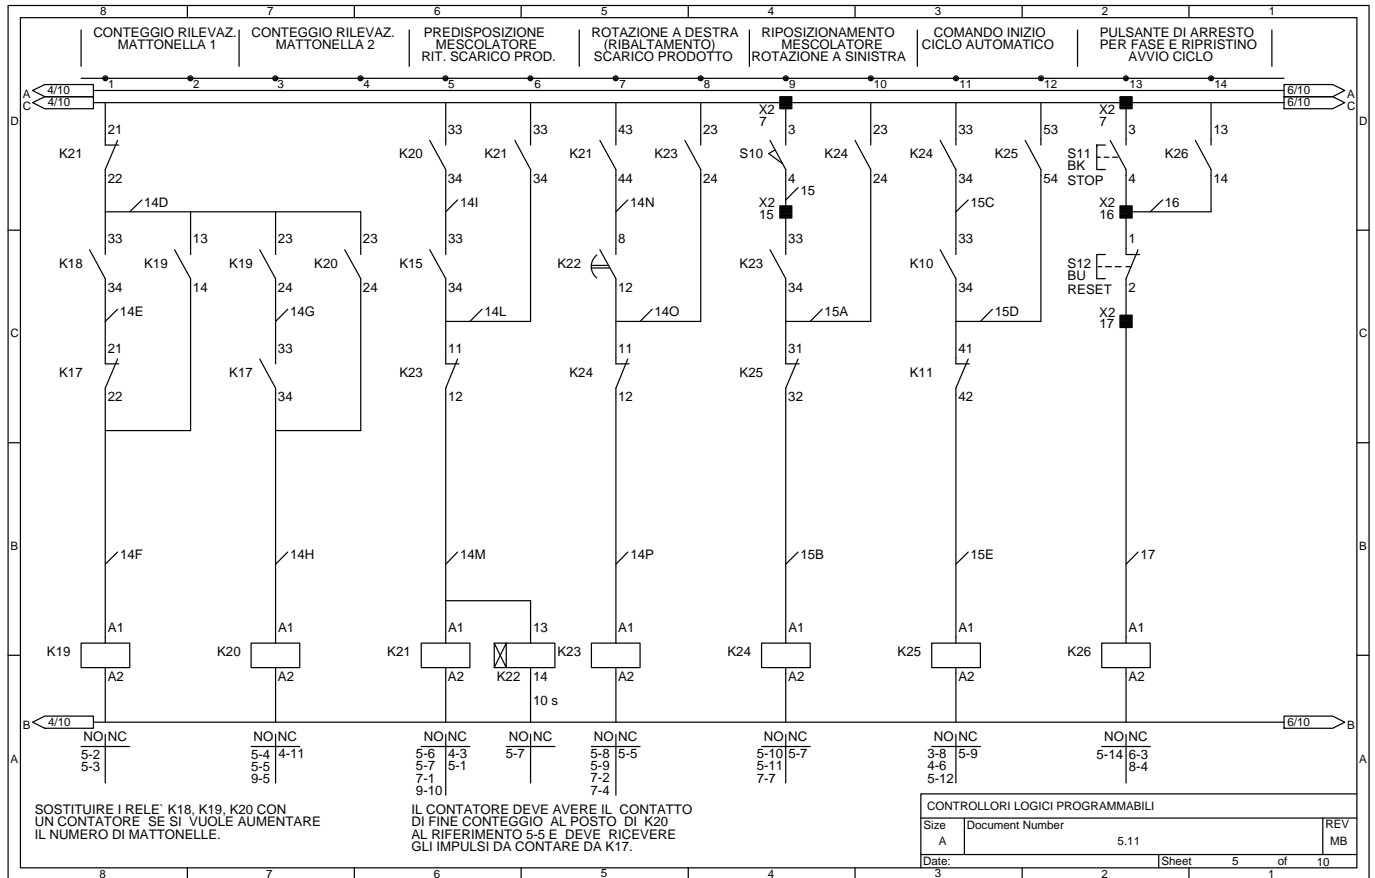 8 7 6 5 4 3 2 1
CONTEGGIO RILEVAZ.
MATTONELLA 1
CONTEGGIO RILEVAZ.
MATTONELLA 2
PREDISPOSIZIONE
MESCOLATORE
RIT. SCARICO PROD.
ROTAZIONE A DESTRA
(RIBALTAMENTO)
SCARICO PRODOTTO
RIPOSIZIONAMENTO
MESCOLATORE
ROTAZIONE A SINISTRA
COMANDO INIZIO
CICLO AUTOMATICO
PULSANTE DI ARRESTO
PER FASE E RIPRISTINO
AVVIO CICLO
1 2 3 4 5 6 7 8 9 10 11 12 13 14
A 4/10 6/10 A
C 4/10 6/10 C
D D
X2
7
X2
7
21 33 33 43 23 3 23 33 53 3 13
K21 K20 K21 K21 K23 S10 K24 K24 K25 S11 K26
BK
STOP
22 34 34 44 24 4 24 34 54 4 14
14D 14I 14N 15 15C 16
X2
15
X2
16
33 13 23 23 33 8 33 33 1
K18 K19 K19 K20 K15 K22 K23 K10 S12
BU
RESET
34 14 24 24 34 12 34 34 2
14E 14G 14L 14O 15A 15D
X2
17
C C
21 33 11 11 31 41
K17 K17 K23 K24 K25 K11
22 34 12 12 32 42
B B
14F 14H 14M 14P 15B 15E 17
A1 A1 A1 13 A1 A1 A1 A1
K19 K20 K21 K22 K23 K24 K25 K26
A2 A2 A2 14 A2 A2 A2 A2
10 s
B 4/10 6/10 B
NO NC NO NC NO NC NO NC NO NC NO NC NO NC NO NC
A A
5-2
5-3
5-4 4-11
5-5
9-5
5-6 4-3
5-7 5-1
7-1
9-10
5-7
5-8 5-5
5-9
7-2
7-4
5-10 5-7
5-11
7-7
3-8 5-9
4-6
5-12
5-14 6-3
8-4
SOSTITUIRE I RELE` K18, K19, K20 CON
UN CONTATORE SE SI VUOLE AUMENTARE
IL NUMERO DI MATTONELLE.
IL CONTATORE DEVE AVERE IL CONTATTO
DI FINE CONTEGGIO AL POSTO DI K20
AL RIFERIMENTO 5-5 E DEVE RICEVERE
GLI IMPULSI DA CONTARE DA K17.
CONTROLLORI LOGICI PROGRAMMABILI
Size Document Number REV
A 5.11 MB
Date: Sheet 5 of 10
8 7 6 5 4 3 2 1